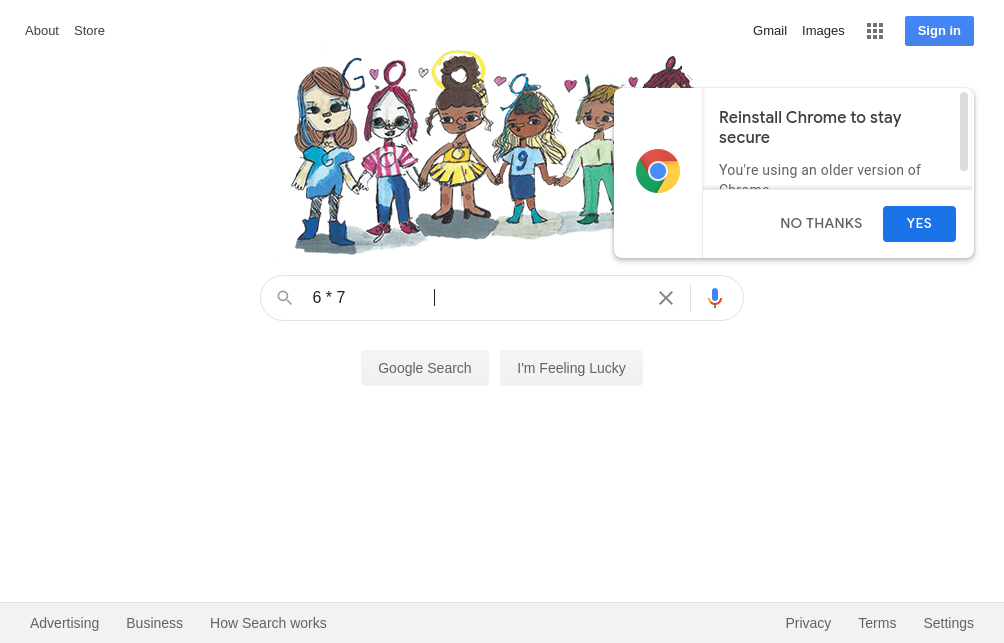 About Store
Gmail Images Sign in
Reinstall Chrome to stay
secure
You're using an older version of
NO THANKS YES
6 * 7
Google Search I'm Feeling Lucky
Advertising Business How Search works Privacy Terms Settings